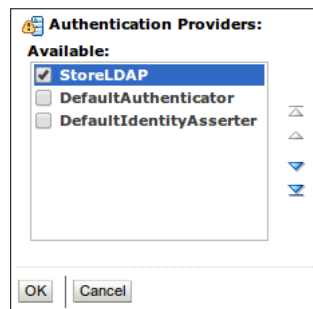 Authentication Providers:
Available:
StoreLDAP
DefaultAuthenticator
DefaultIdentityAsserter
OK
Cancel